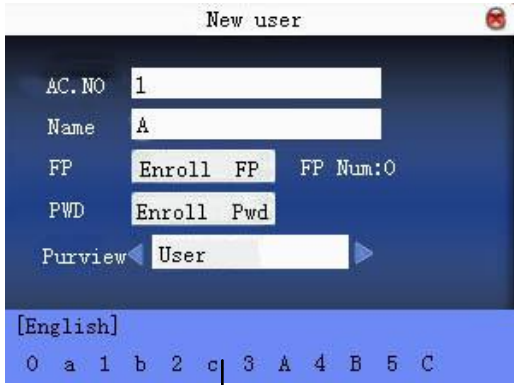 New user
AC.NO 1
Name A
FP Enroll FP FP Num:0
PWD Enroll Pwd
Purview User
[English]
0 a 1 b 2 c 3 A 4 B 5 C